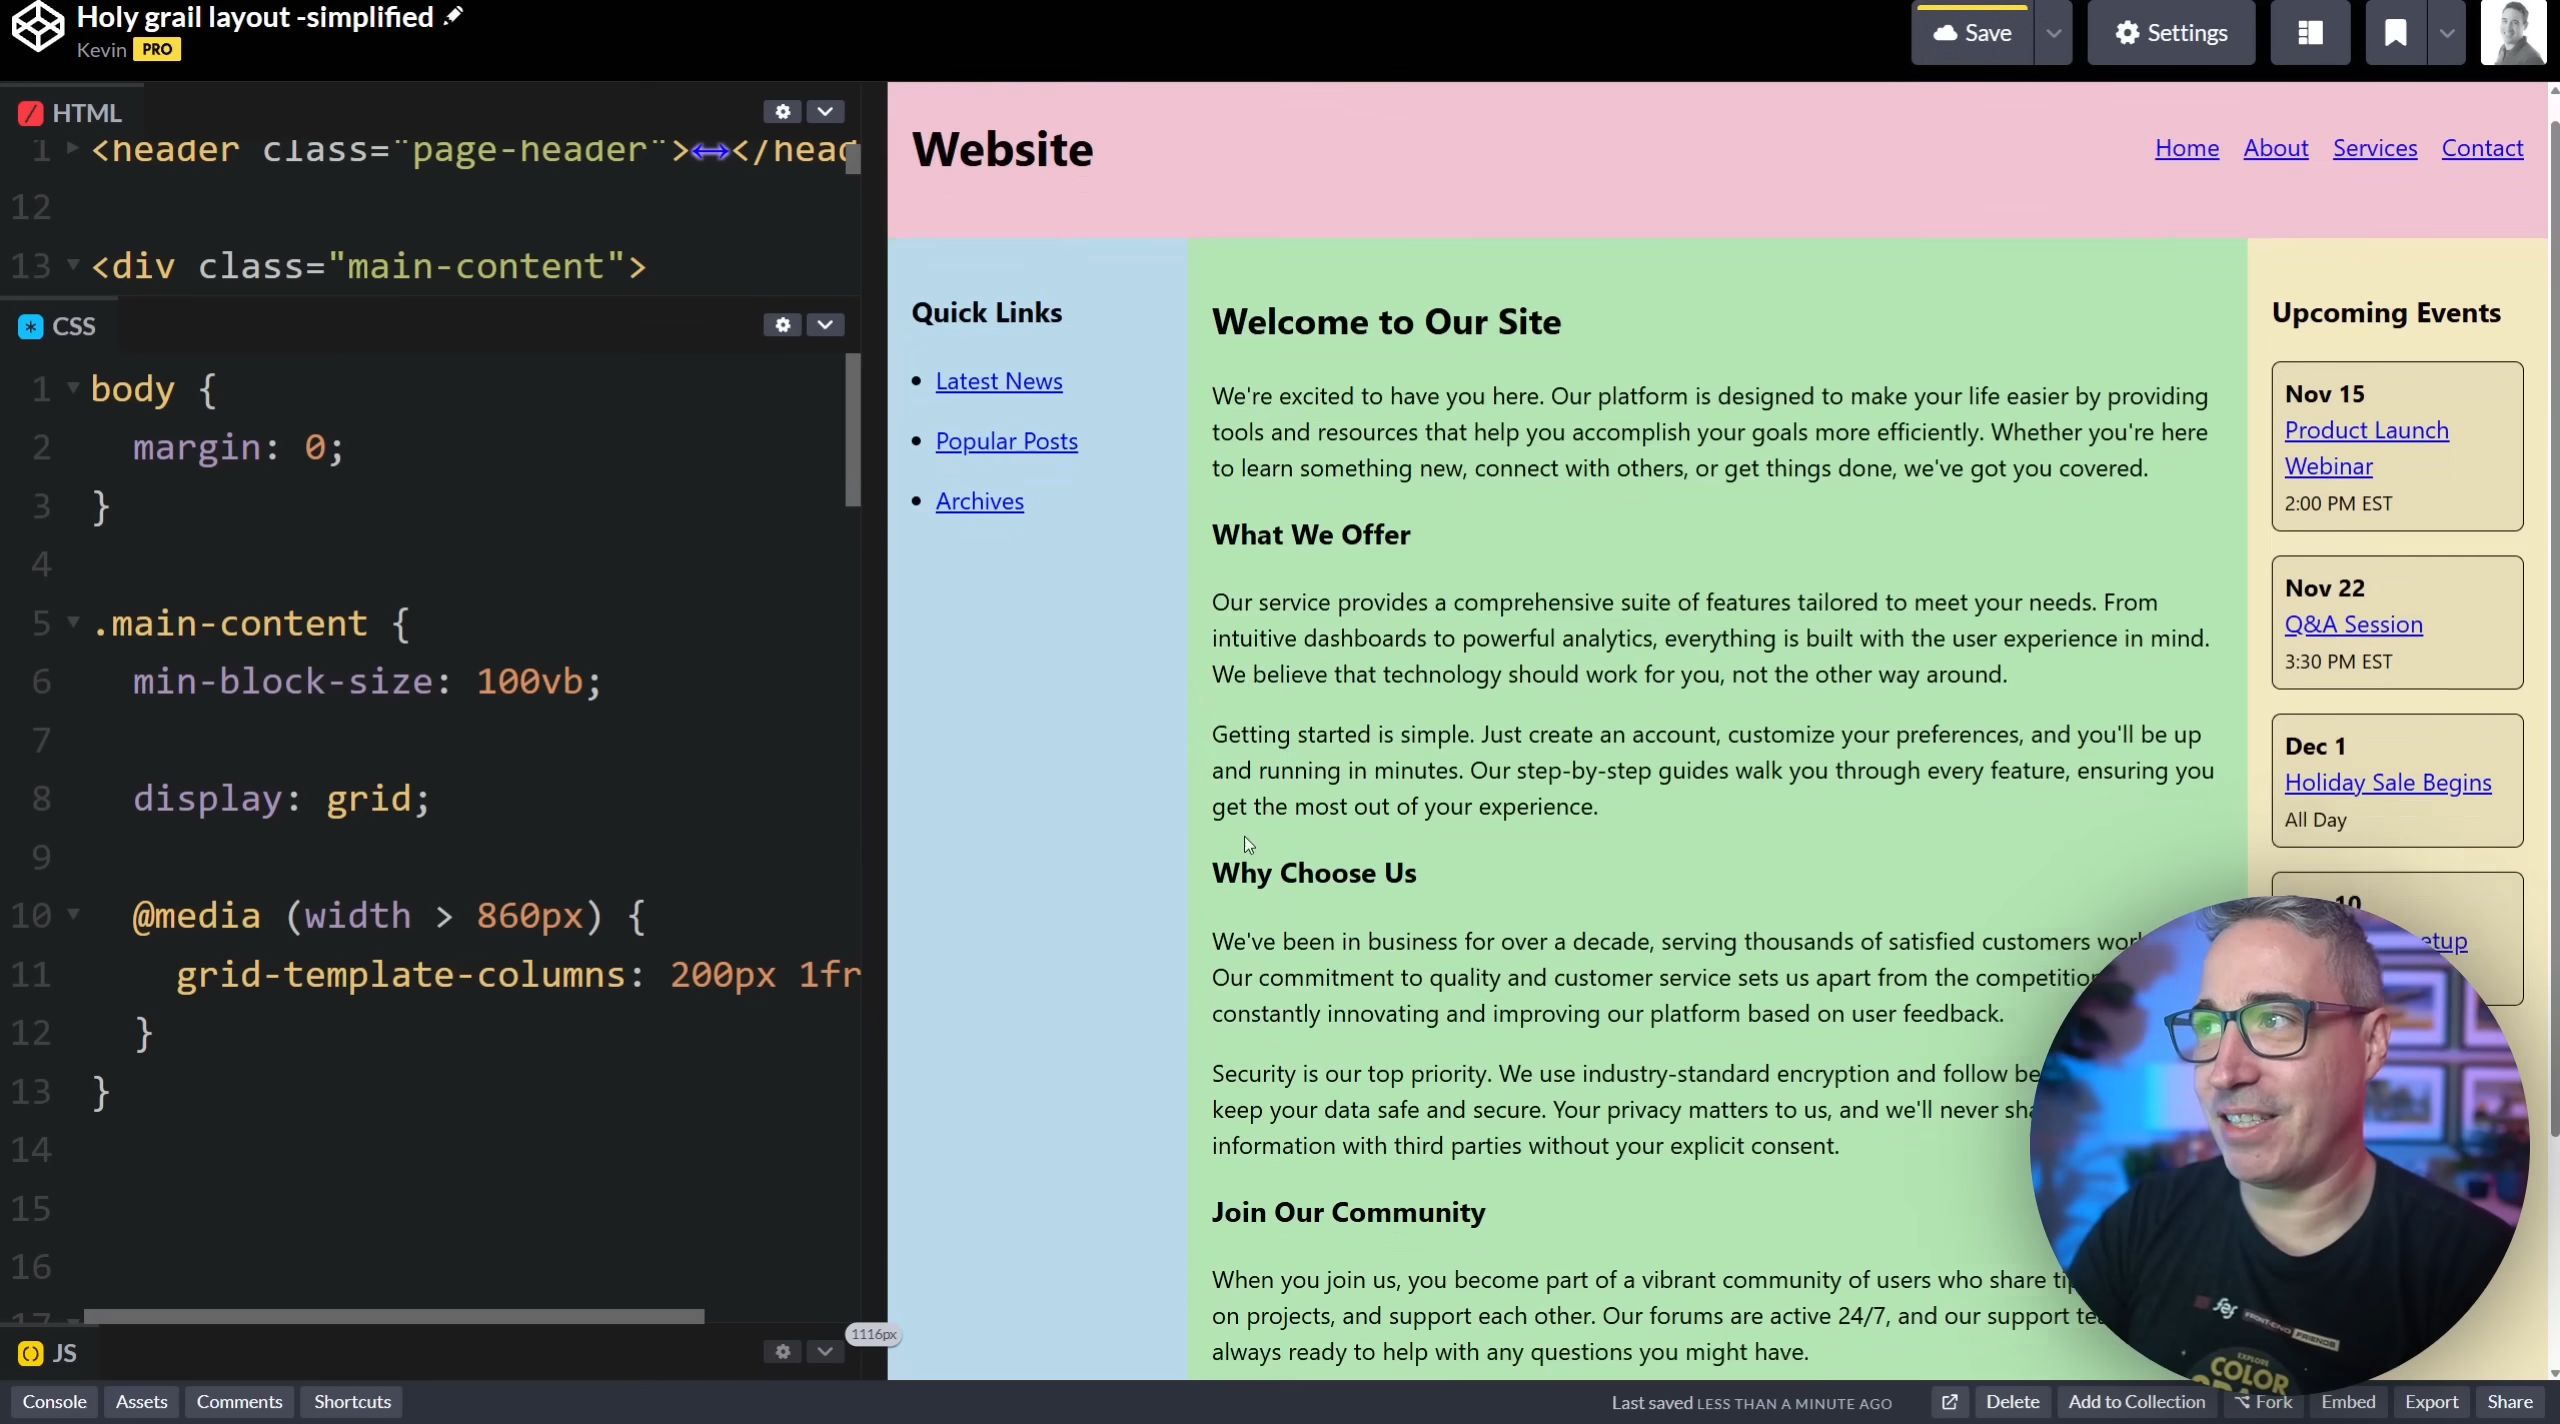 Holy grail layout -simplified
Kevin PRO
Save
Settings
HTML
1 <header class="page-header">↔</head
12
13 <div class="main-content">
CSS
1 body {
2 margin: 0;
3 }
4
5 .main-content {
6 min-block-size: 100vb;
7
8 display: grid;
9
10 @media (width > 860px) {
11 grid-template-columns: 200px 1fr
12 }
13 }
14
15
16
17
JS
1116px
Website
Home About Services Contact
Quick Links
• Latest News
• Popular Posts
• Archives
Welcome to Our Site
We're excited to have you here. Our platform is designed to make your life easier by providing
tools and resources that help you accomplish your goals more efficiently. Whether you're here
to learn something new, connect with others, or get things done, we've got you covered.
What We Offer
Our service provides a comprehensive suite of features tailored to meet your needs. From
intuitive dashboards to powerful analytics, everything is built with the user experience in mind.
We believe that technology should work for you, not the other way around.
Getting started is simple. Just create an account, customize your preferences, and you'll be up
and running in minutes. Our step-by-step guides walk you through every feature, ensuring you
get the most out of your experience.
Why Choose Us
We've been in business for over a decade, serving thousands of satisfied customers
Our commitment to quality and customer service sets us apart from the
constantly innovating and improving our platform based on user feedback.
Security is our top priority. We use industry-standard encryption and follow
keep your data safe and secure. Your privacy matters to us, and we'll never
information with third parties without your explicit consent.
Join Our Community
When you join us, you become part of a vibrant community of users who share
on projects, and support each other. Our forums are active 24/7, and our support
always ready to help with any questions you might have.
Upcoming Events
Nov 15
Product Launch
Webinar
2:00 PM EST
Nov 22
Q&A Session
3:30 PM EST
Dec 1
Holiday Sale Begins
All Day
10
etup
FRONT-END FRIENDS
EXPLORE
COLOR
Console Assets Comments Shortcuts
Last saved LESS THAN A MINUTE AGO
Delete Add to Collection Fork Embed Export Share